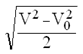 √((V² − V₀²)/2)